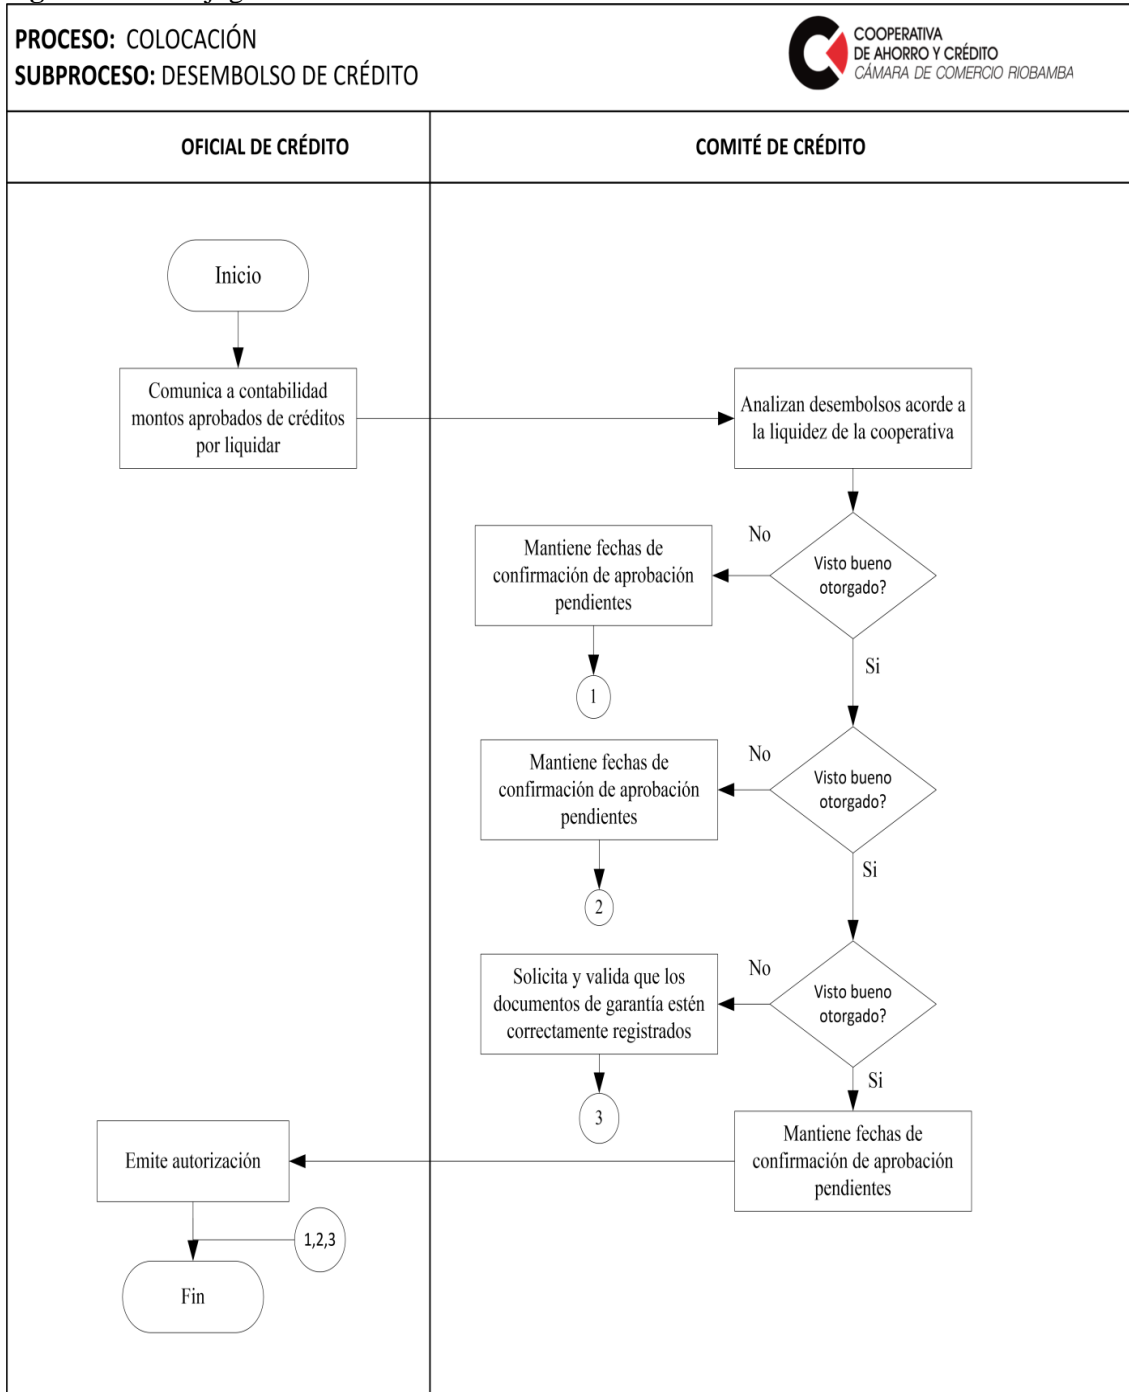 PROCESO: COLOCACIÓN
SUBPROCESO: DESEMBOLSO DE CRÉDITO
COOPERATIVA
DE AHORRO Y CRÉDITO
CÁMARA DE COMERCIO RIOBAMBA
OFICIAL DE CRÉDITO
COMITÉ DE CRÉDITO
Inicio
Comunica a contabilidad
montos aprobados de créditos
por liquidar
Analizan desembolsos acorde a
la liquidez de la cooperativa
Visto bueno
otorgado?
No
Mantiene fechas de
confirmación de aprobación
pendientes
1
Si
Visto bueno
otorgado?
No
Mantiene fechas de
confirmación de aprobación
pendientes
2
Si
Visto bueno
otorgado?
No
Solicita y valida que los
documentos de garantía estén
correctamente registrados
3
Si
Mantiene fechas de
confirmación de aprobación
pendientes
Emite autorización
1,2,3
Fin